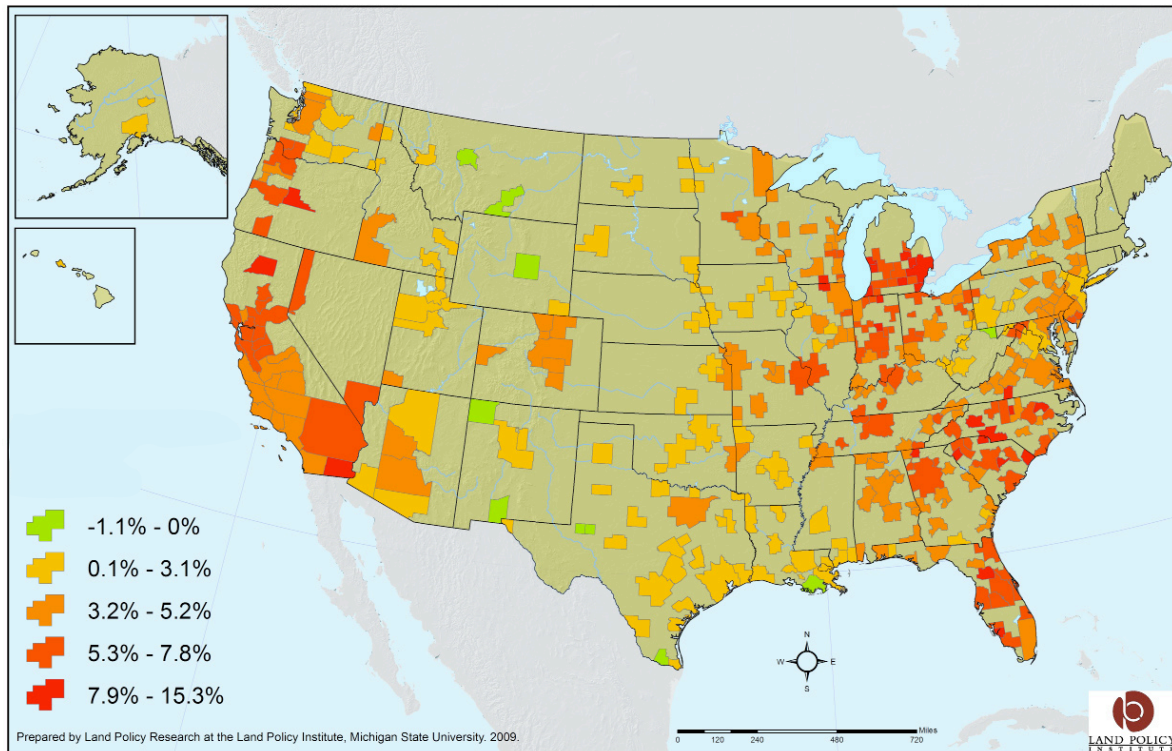 -1.1% - 0%
0.1% - 3.1%
3.2% - 5.2%
5.3% - 7.8%
7.9% - 15.3%
Prepared by Land Policy Research at the Land Policy Institute, Michigan State University. 2009.
N
W E
S
Miles
0 120 240 480 720
LAND POLICY
INSTITUTE